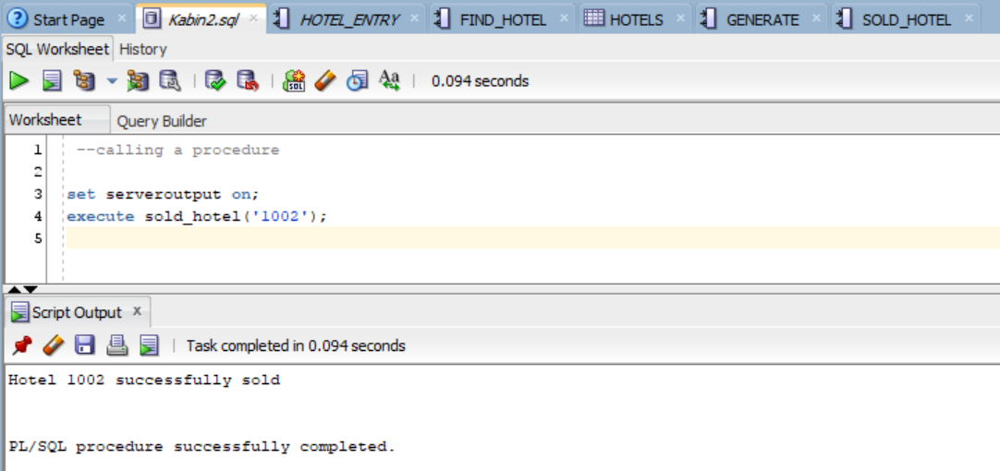 Start Page Kabin2.sql HOTEL_ENTRY FIND_HOTEL HOTELS GENERATE SOLD_HOTEL
SQL Worksheet History
0.094 seconds
Worksheet Query Builder
1 --calling a procedure
2
3 set serveroutput on;
4 execute sold_hotel('1002');
5
Script Output x
Task completed in 0.094 seconds
Hotel 1002 successfully sold
PL/SQL procedure successfully completed.